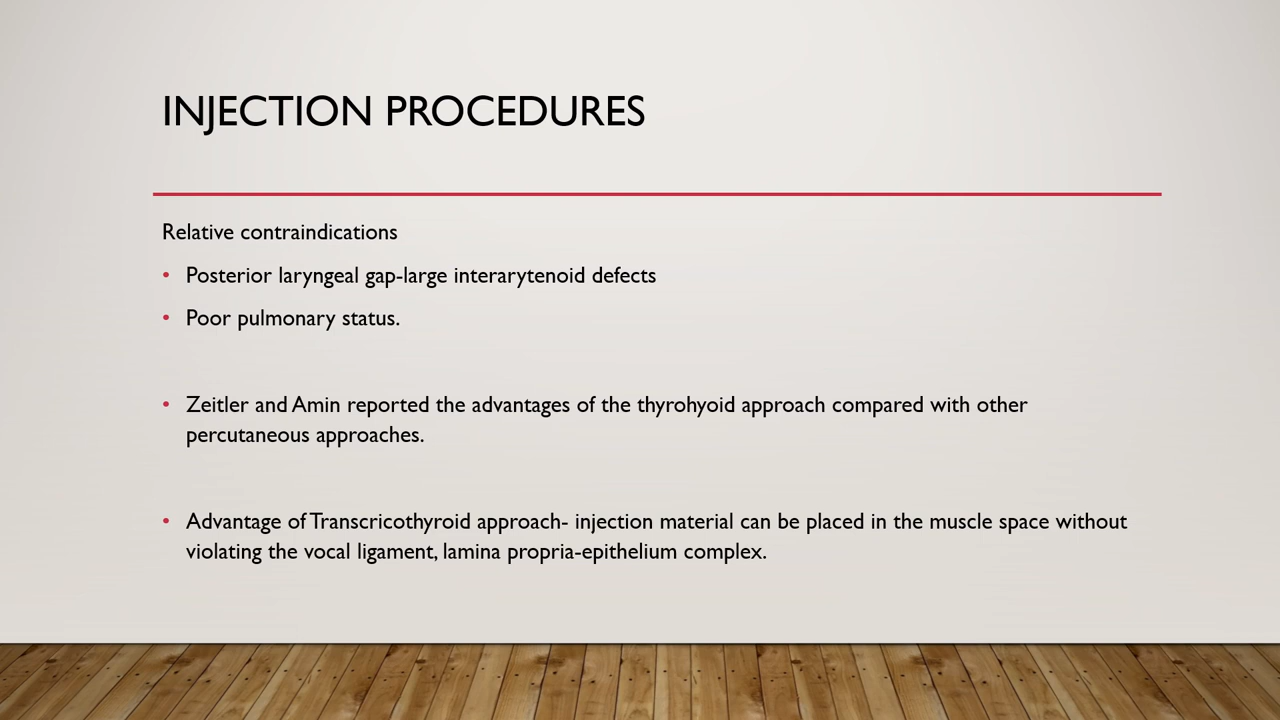 INJECTION PROCEDURES
Relative contraindications
• Posterior laryngeal gap-large interarytenoid defects
• Poor pulmonary status.
• Zeitler and Amin reported the advantages of the thyrohyoid approach compared with other
percutaneous approaches.
• Advantage of Transcricothyroid approach- injection material can be placed in the muscle space without
violating the vocal ligament, lamina propria-epithelium complex.